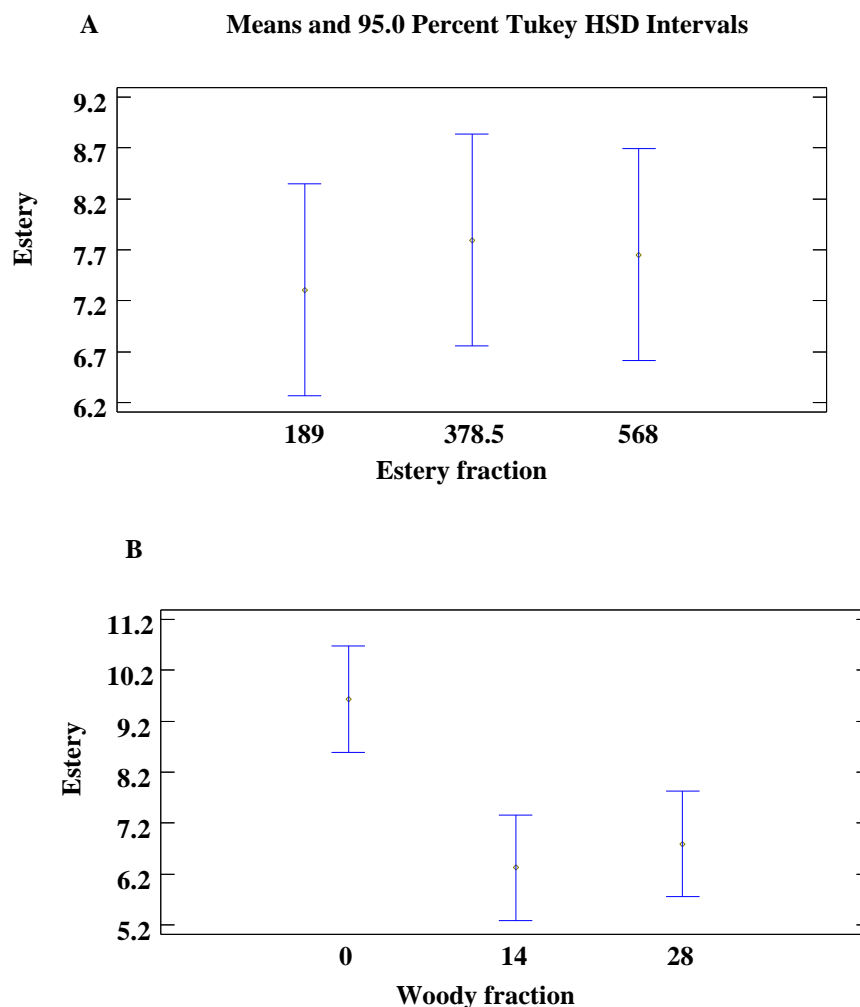 A Means and 95.0 Percent Tukey HSD Intervals
9.2
8.7
8.2
7.7
7.2
6.7
6.2
Estery
189 378.5 568
Estery fraction
B
11.2
10.2
9.2
8.2
7.2
6.2
5.2
Estery
0 14 28
Woody fraction